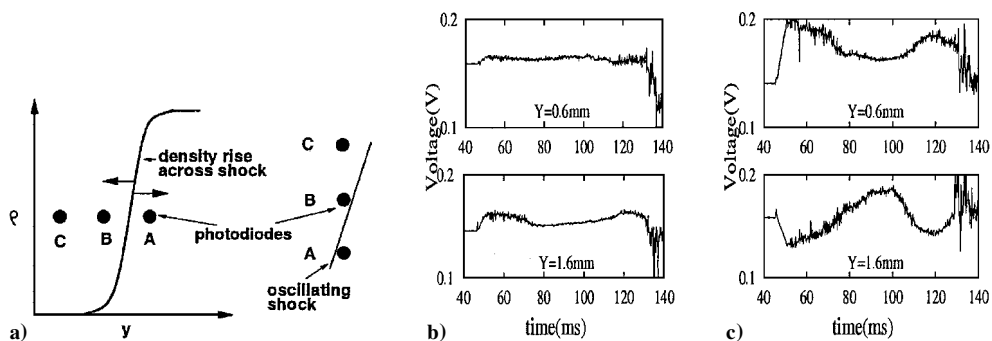 ρ
density rise
across shock
C
B
A
photodiodes
C
B
A
oscillating
shock
y
a)
0.2
0.1
Voltage(V)
Y=0.6mm
40 60 80 100 120 140
0.2
0.1
Y=1.6mm
40 60 80 100 120 140
time(ms)
b)
0.2
0.1
Voltage(V)
Y=0.6mm
40 60 80 100 120 140
0.2
0.1
Y=1.6mm
40 60 80 100 120 140
time(ms)
c)